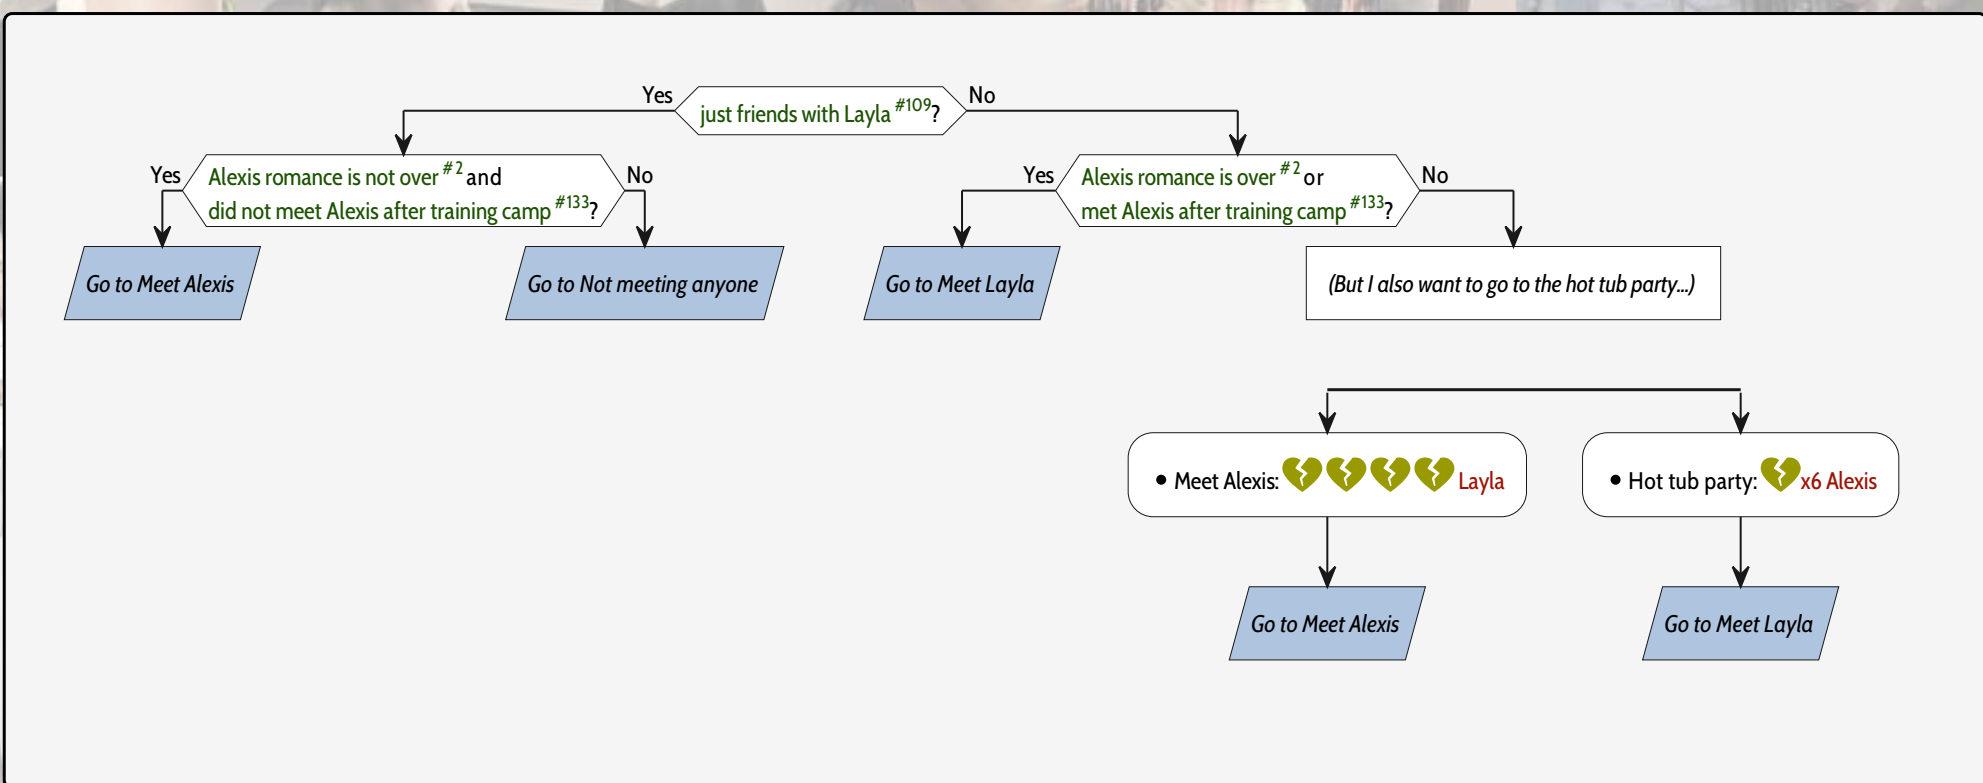 Yes
just friends with Layla #109?
No
Yes
Alexis romance is not over #2 and
did not meet Alexis after training camp #133?
No
Yes
Alexis romance is over #2 or
met Alexis after training camp #133?
No
Go to Meet Alexis
Go to Not meeting anyone
Go to Meet Layla
(But I also want to go to the hot tub party...)
• Meet Alexis: Layla
• Hot tub party: x6 Alexis
Go to Meet Alexis
Go to Meet Layla